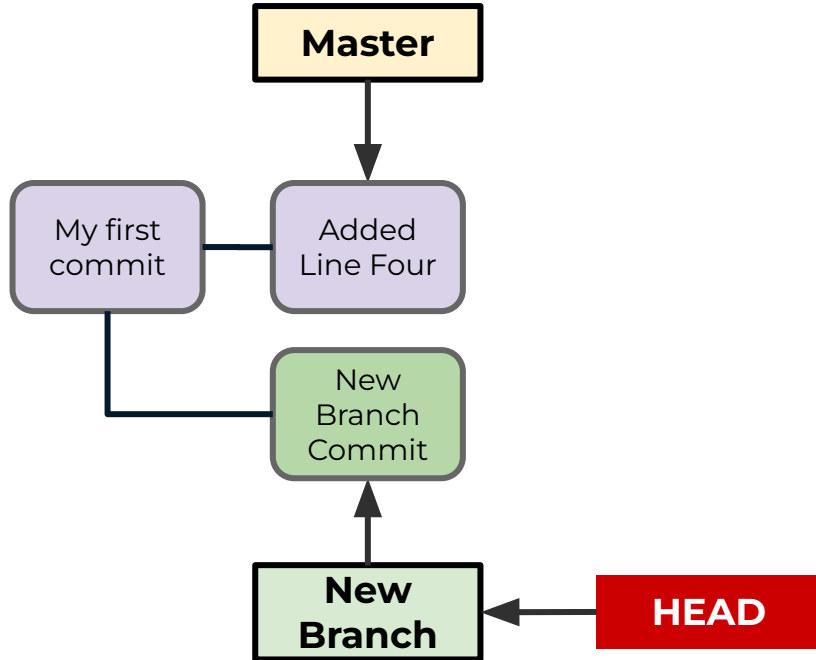 Master
My first
commit
Added
Line Four
New
Branch
Commit
New
Branch
HEAD